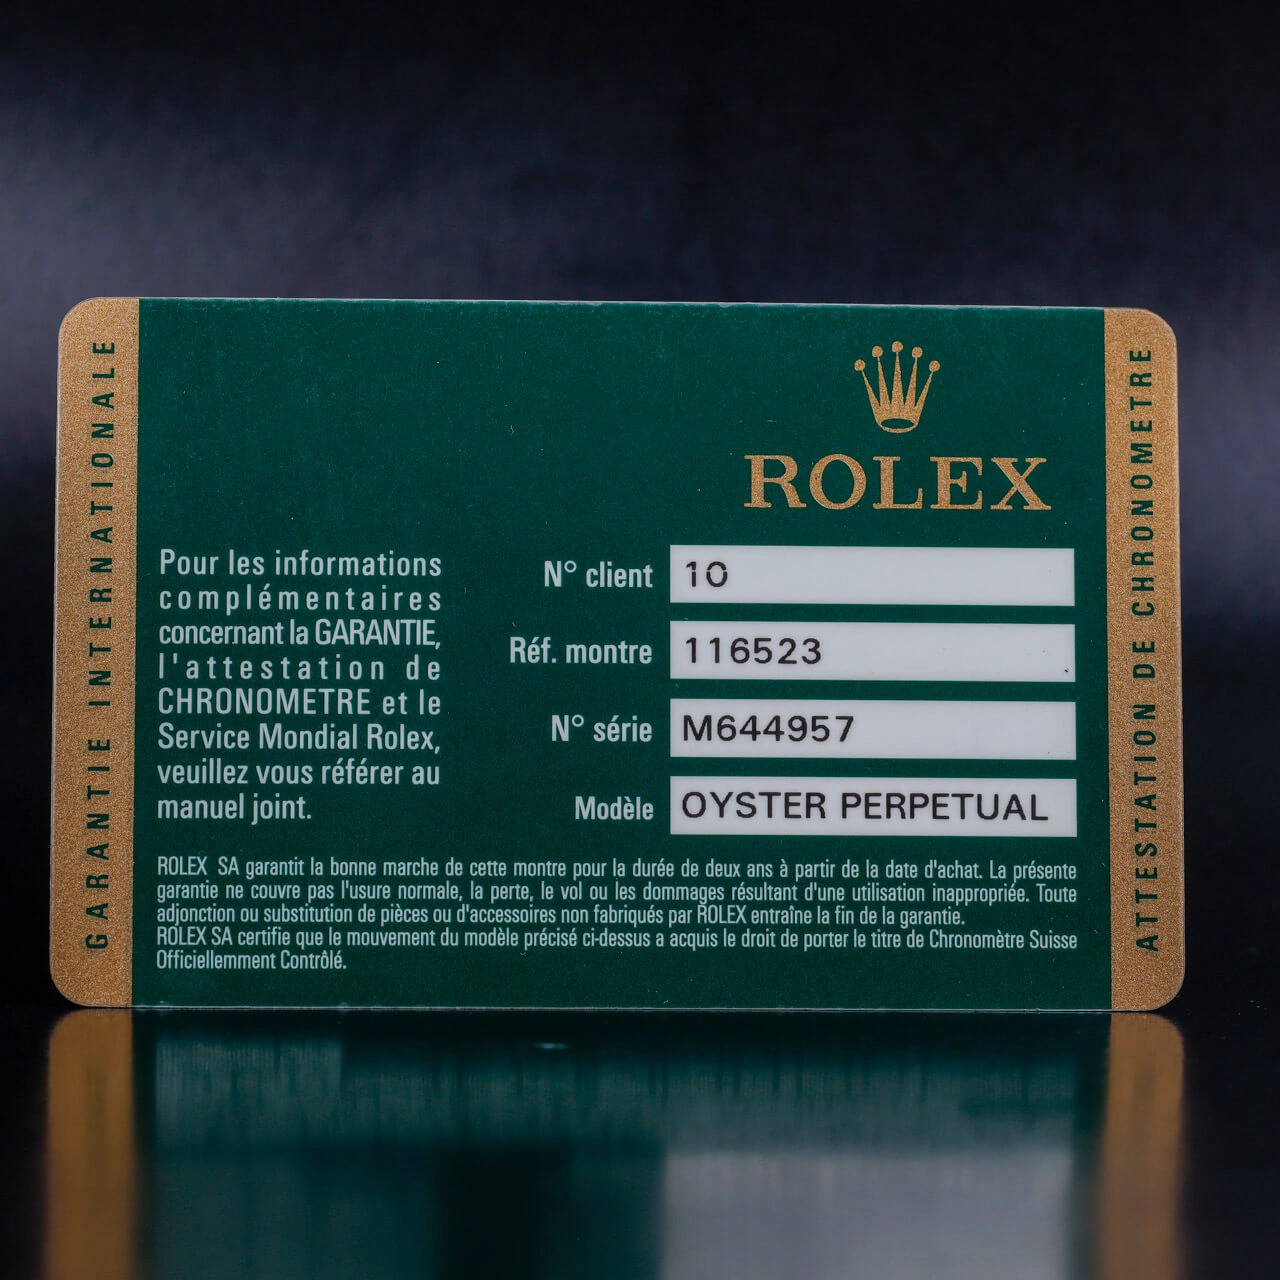 GARANTIE INTERNATIONALE
ROLEX
Pour les informations
complémentaires
concernant la GARANTIE,
l'attestation de
CHRONOMETRE et le
Service Mondial Rolex,
veuillez vous référer au
manuel joint.
N° client 10
Réf. montre 116523
N° série M644957
Modèle OYSTER PERPETUAL
ROLEX SA garantit la bonne marche de cette montre pour la durée de deux ans à partir de la date d'achat. La présente
garantie ne couvre pas l'usure normale, la perte, le vol ou les dommages résultant d'une utilisation inappropriée. Toute
adjonction ou substitution de pièces ou d'accessoires non fabriqués par ROLEX entraîne la fin de la garantie.
ROLEX SA certifie que le mouvement du modèle précisé ci-dessus a acquis le droit de porter le titre de Chronomètre Suisse
Officiellemment Contrôlé.
ATTESTATION DE CHRONOMETRE